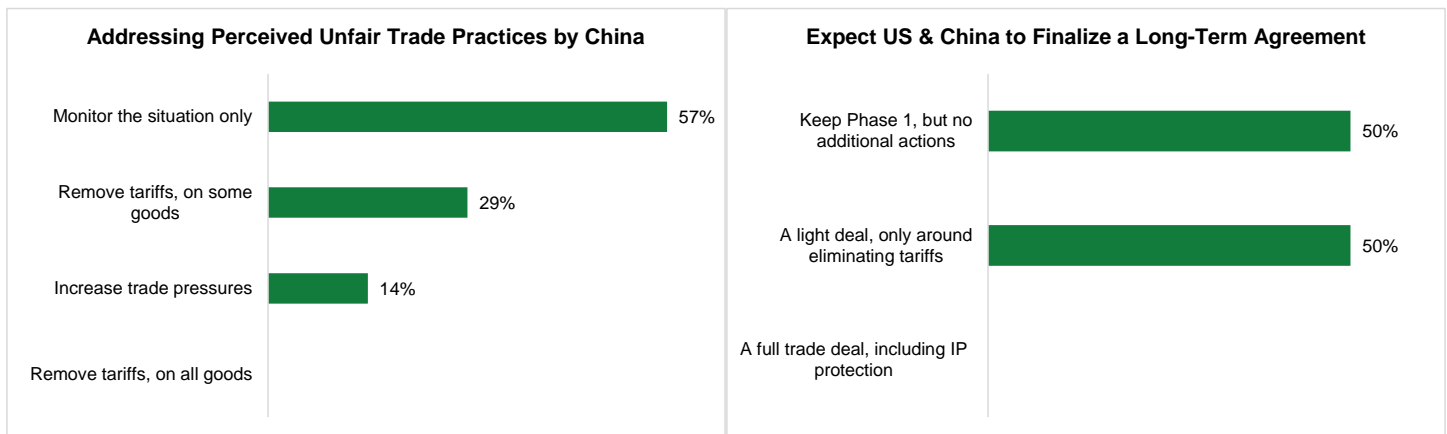 Addressing Perceived Unfair Trade Practices by China
Monitor the situation only
57%
Remove tariffs, on some
goods
29%
Increase trade pressures
14%
Remove tariffs, on all goods
Expect US & China to Finalize a Long-Term Agreement
Keep Phase 1, but no
additional actions
50%
A light deal, only around
eliminating tariffs
50%
A full trade deal, including IP
protection